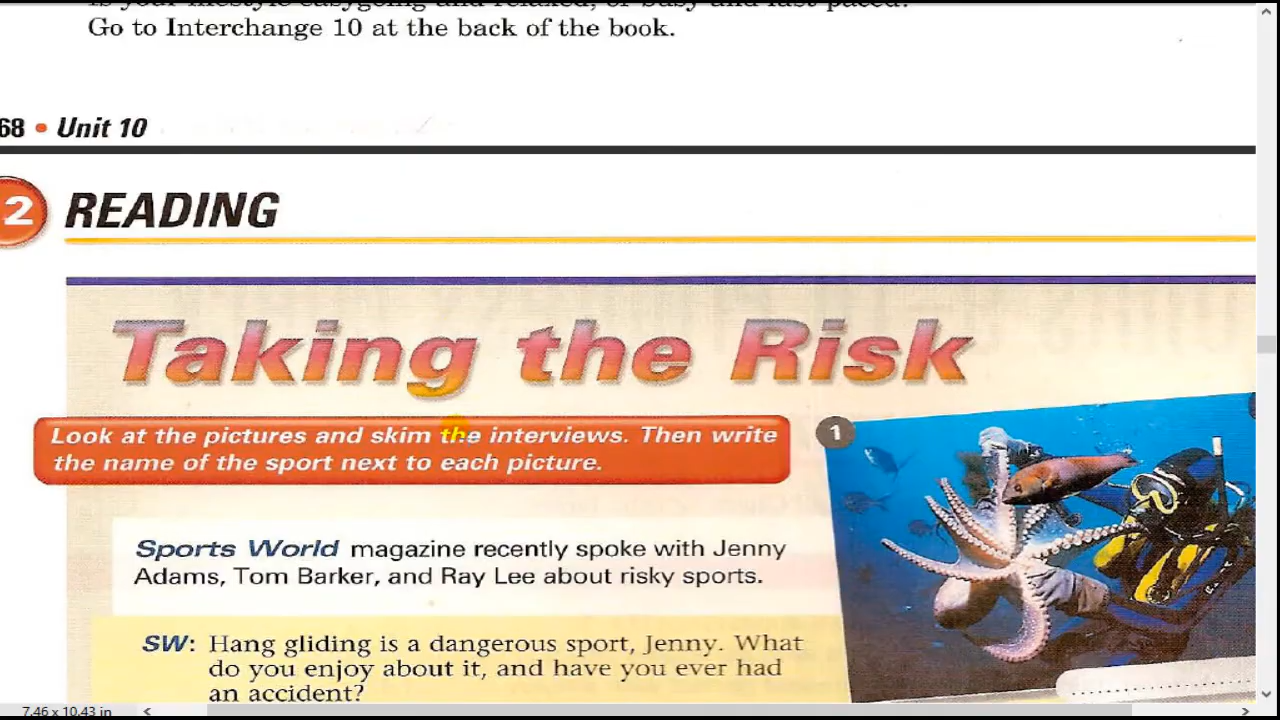 Go to Interchange 10 at the back of the book.
68 • Unit 10
2 READING
Taking the Risk
Look at the pictures and skim the interviews. Then write
the name of the sport next to each picture.
1
Sports World magazine recently spoke with Jenny
Adams, Tom Barker, and Ray Lee about risky sports.
SW: Hang gliding is a dangerous sport, Jenny. What
do you enjoy about it, and have you ever had
an accident?
7.46 x 10.43 in